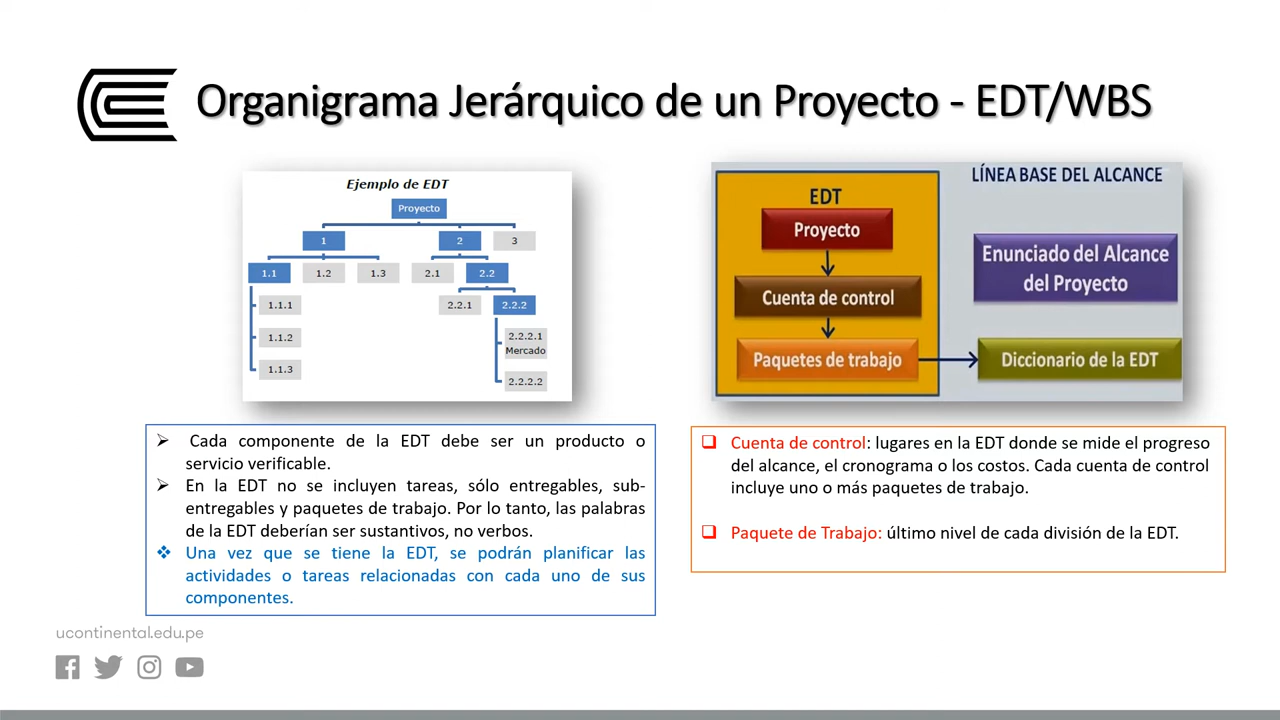 Organigrama Jerárquico de un Proyecto - EDT/WBS
Ejemplo de EDT
Proyecto
1
2
3
1.1
1.2
1.3
2.1
2.2
1.1.1
2.2.1
2.2.2
1.1.2
2.2.2.1
Mercado
1.1.3
2.2.2.2
LÍNEA BASE DEL ALCANCE
EDT
Proyecto
Cuenta de control
Paquetes de trabajo
Enunciado del Alcance
del Proyecto
Diccionario de la EDT
Cada componente de la EDT debe ser un producto o
servicio verificable.
En la EDT no se incluyen tareas, sólo entregables, sub-
entregables y paquetes de trabajo. Por lo tanto, las palabras
de la EDT deberían ser sustantivos, no verbos.
Una vez que se tiene la EDT, se podrán planificar las
actividades o tareas relacionadas con cada uno de sus
componentes.
Cuenta de control: lugares en la EDT donde se mide el progreso
del alcance, el cronograma o los costos. Cada cuenta de control
incluye uno o más paquetes de trabajo.
Paquete de Trabajo: último nivel de cada división de la EDT.
ucontinental.edu.pe